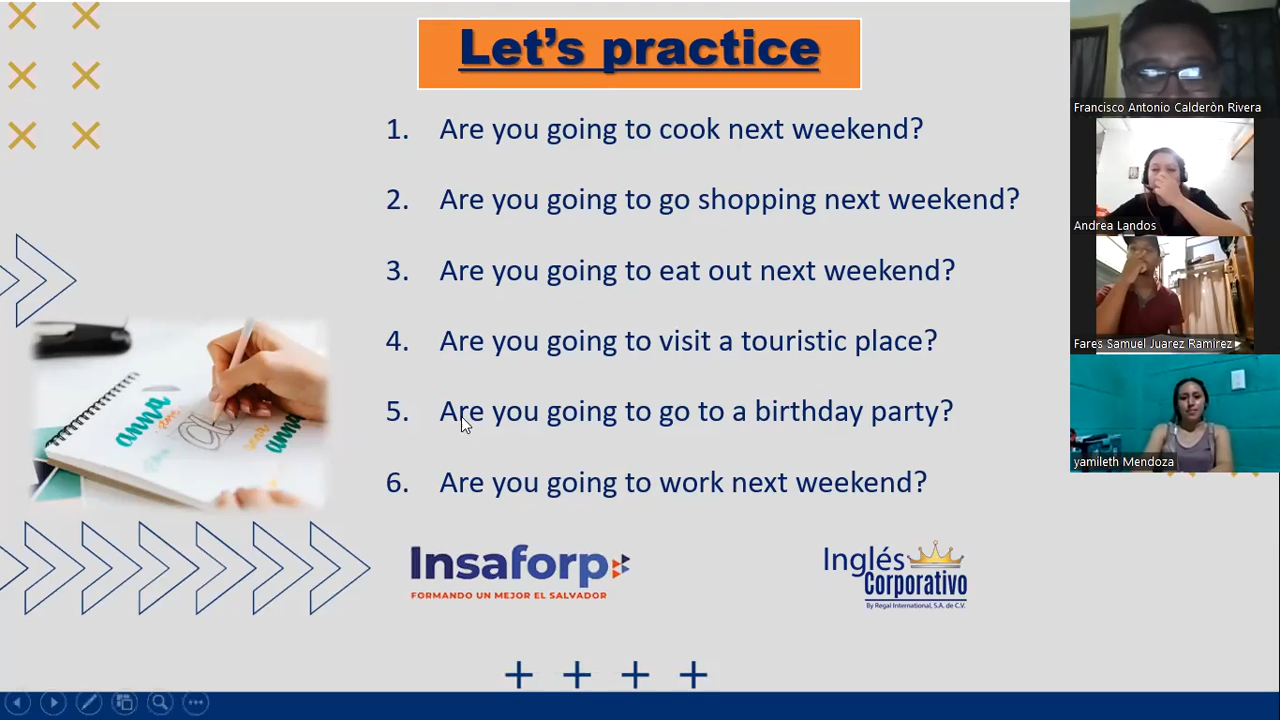 Let's practice
1. Are you going to cook next weekend?
2. Are you going to go shopping next weekend?
3. Are you going to eat out next weekend?
4. Are you going to visit a touristic place?
5. Are you going to go to a birthday party?
6. Are you going to work next weekend?
anna
anna
Insaforp
FORMANDO UN MEJOR EL SALVADOR
Inglés
Corporativo
By Regal International, S.A. de C.V.
Francisco Antonio Calderòn Rivera
Andrea Landos
Fares Samuel Juarez Ramirez
yamileth Mendoza